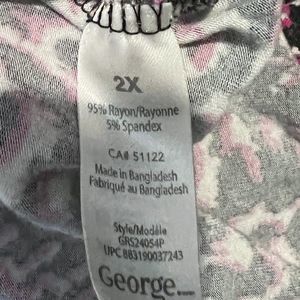 2X
95% Rayon/Rayonne
5% Spandex
CA# 51122
Made in Bangladesh
Fabriqué au Bangladesh
Style/Modèle
GRS24054P
UPC 883190037243
George